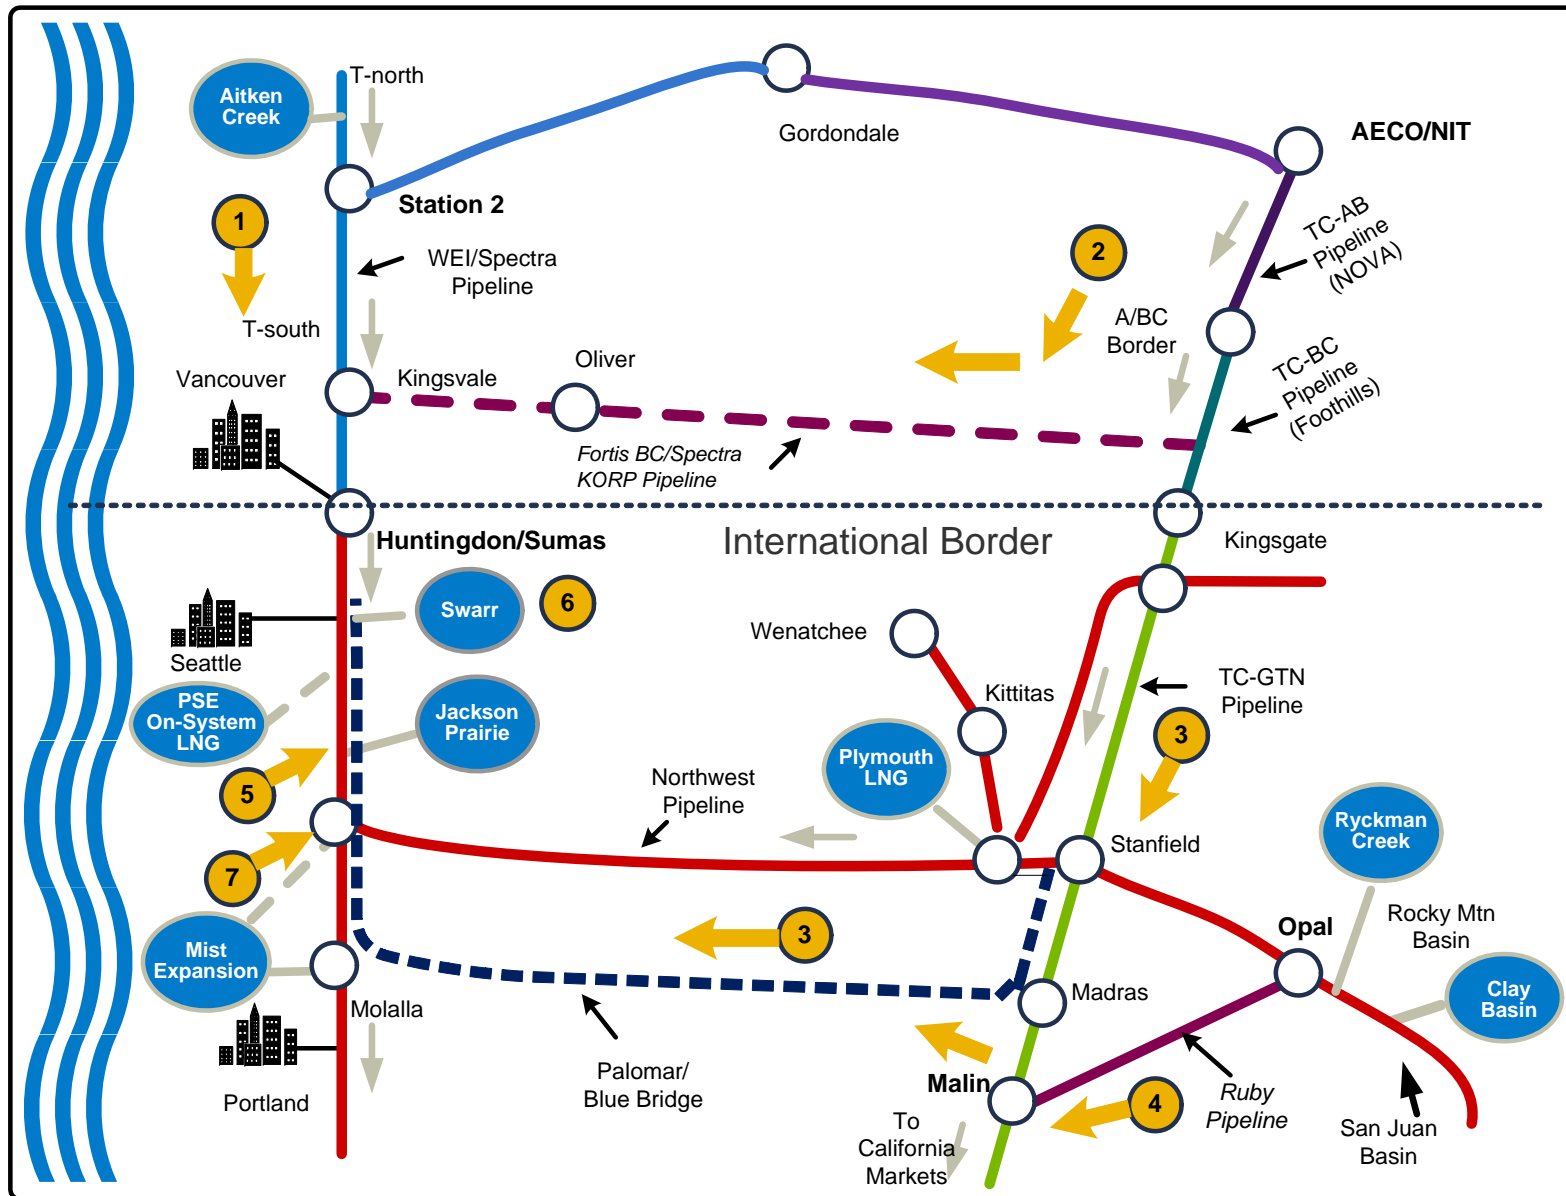 T-north
Aitken
Creek
Gordondale
AECO/NIT
Station 2
1
WEI/Spectra
Pipeline
2
TC-AB
Pipeline
(NOVA)
T-south
A/BC
Border
Vancouver
Kingsvale
Oliver
TC-BC
Pipeline
(Foothills)
Fortis BC/Spectra
KORP Pipeline
Huntingdon/Sumas
International Border
Kingsgate
Swarr
6
Wenatchee
Seattle
Kittitas
TC-GTN
Pipeline
PSE
On-System
LNG
Jackson
Prairie
3
Plymouth
LNG
5
Northwest
Pipeline
Stanfield
Ryckman
Creek
7
Mist
Expansion
3
Opal
Rocky Mtn
Basin
Molalla
Madras
Clay
Basin
Palomar/
Blue Bridge
Malin
Portland
4
Ruby
Pipeline
To
California
Markets
San Juan
Basin